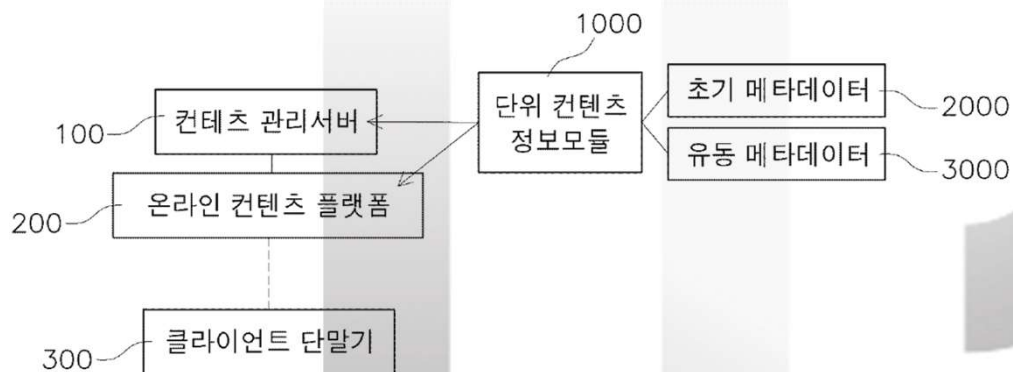 1000
단위 컨텐츠
정보모듈
초기 메타데이터
2000
유동 메타데이터
3000
100
컨테츠 관리서버
200
온라인 컨텐츠 플랫폼
300
클라이언트 단말기